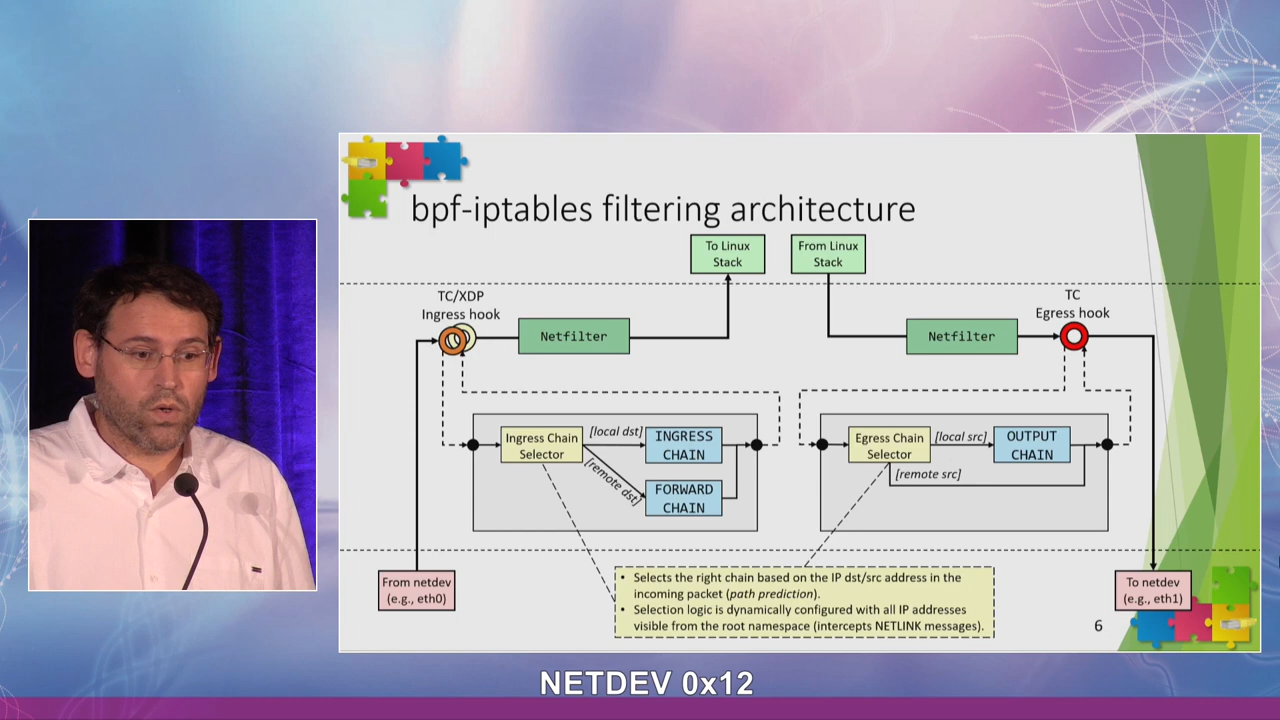 bpf-iptables filtering architecture
To Linux
Stack
From Linux
Stack
TC/XDP
Ingress hook
TC
Egress hook
Netfilter
Netfilter
Ingress Chain
Selector
[local dst]
[remote dst]
INGRESS
CHAIN
FORWARD
CHAIN
Egress Chain
Selector
[local src]
[remote src]
OUTPUT
CHAIN
From netdev
(e.g., eth0)
• Selects the right chain based on the IP dst/src address in the
incoming packet (path prediction).
• Selection logic is dynamically configured with all IP addresses
visible from the root namespace (intercepts NETLINK messages).
To netdev
(e.g., eth1)
6
NETDEV 0x12